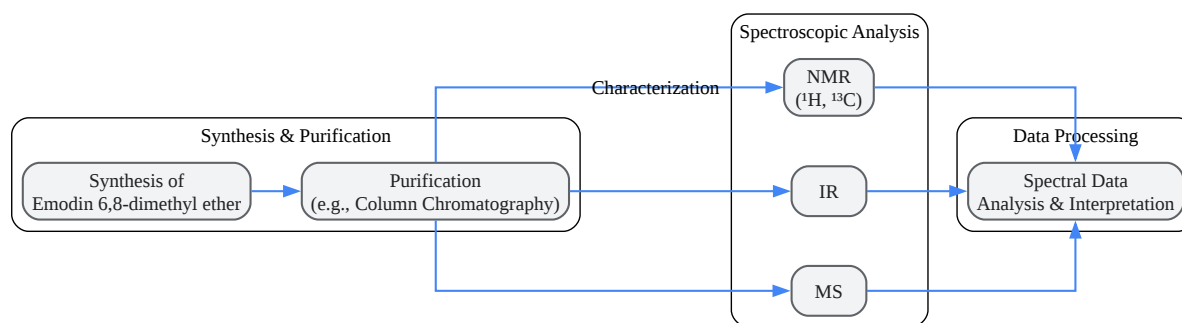 Synthesis & Purification
Synthesis of
Emodin 6,8-dimethyl ether
Purification
(e.g., Column Chromatography)
Characterization
Spectroscopic Analysis
NMR
(¹H, ¹³C)
IR
MS
Data Processing
Spectral Data
Analysis & Interpretation